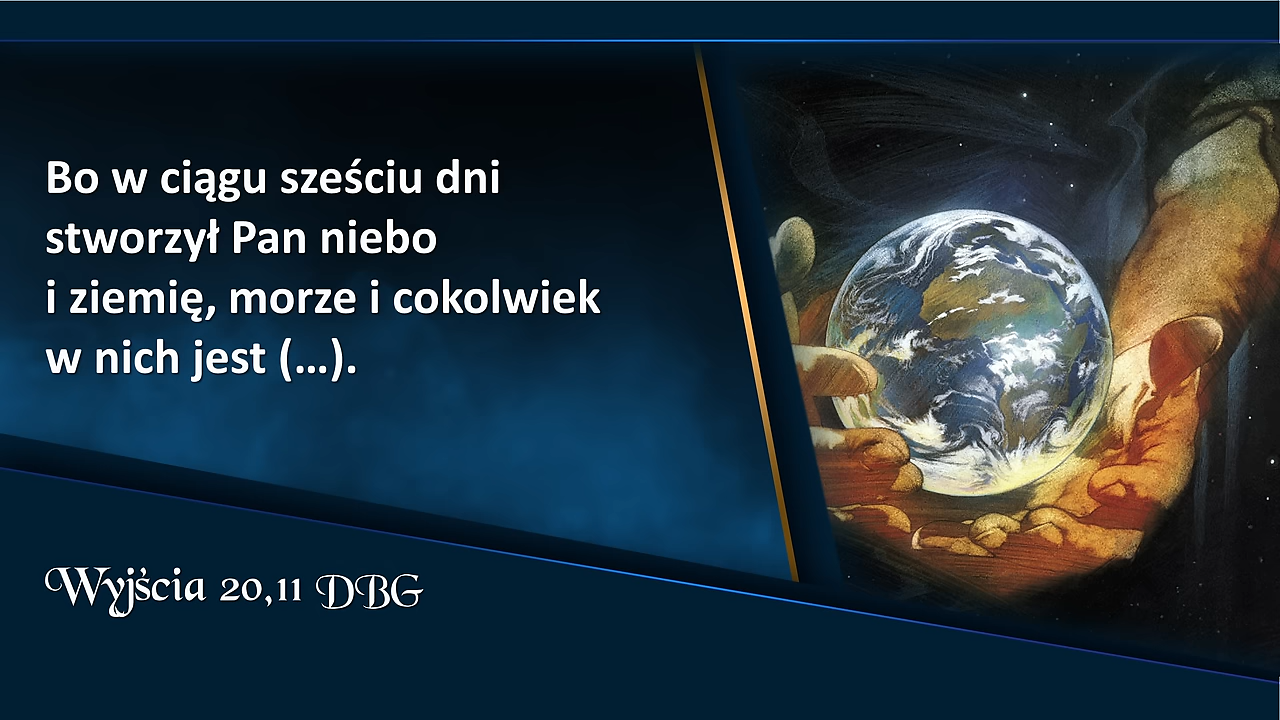 Bo w ciągu sześciu dni
stworzył Pan niebo
i ziemię, morze i cokolwiek
w nich jest (...).
Wyjścia 20,11 DBG